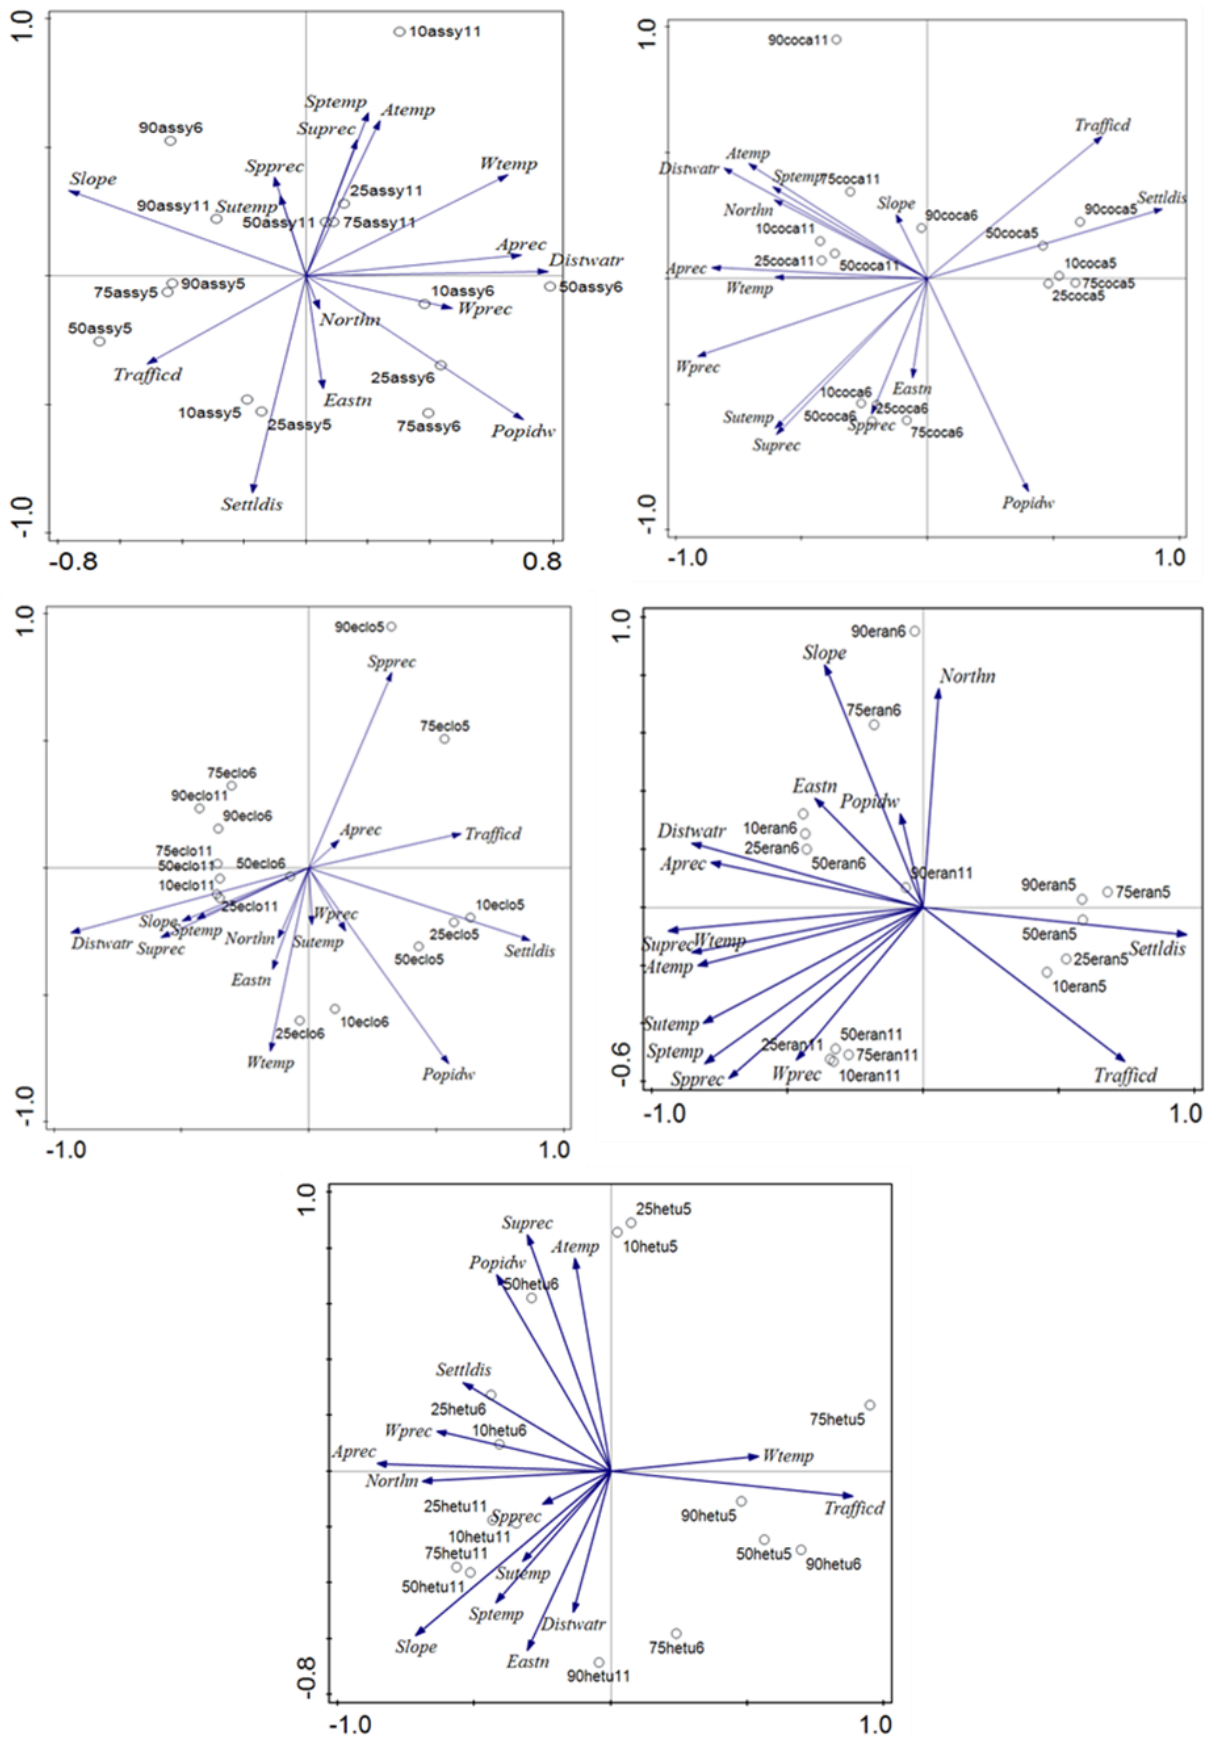 1.0
10assy11
Sptemp
Atemp
Suprec
90assy6
Spprec
Wtemp
Slope
25assy11
90assy11
Sutemp
50assy11
75assy11
Aprec
Distwatr
90assy5
75assy5
10assy6
50assy6
Wprec
Northn
50assy5
Trafficd
25assy6
Eastn
10assy5
25assy5
75assy6
Popidw
Settldis
-1.0
-0.8
0.8
1.0
90coca11
Trafficd
Atemp
Distwatr
Sptemp
75coca11
Settldis
Northn
Slope
90coca6
90coca5
50coca5
10coca11
25coca11
50coca11
Aprec
Wtemp
10coca5
75coca5
25coca5
Wprec
Eastn
10coca6
25coca6
Sutemp
50coca6
Spprec
75coca6
Suprec
Popidw
-1.0
-1.0
1.0
1.0
90eclo5
Spprec
75eclo5
75eclo6
90eclo11
90eclo6
Aprec
Trafficd
75eclo11
50eclo11
50eclo6
10eclo11
25eclo11
Slope
Sptemp
Wprec
10eclo5
25eclo5
Distwatr
Suprec
Northn
Sutemp
Settldis
50eclo5
Eastn
25eclo6
10eclo6
Wtemp
Popidw
-1.0
-1.0
1.0
1.0
90eran6
Slope
Northn
75eran6
Eastn
Popidw
10eran6
Distwatr
25eran6
50eran6
Aprec
90eran11
90eran5
75eran5
50eran5
Suprec
Wtemp
Settldis
Atemp
25eran5
10eran5
Sutemp
50eran11
25eran11
Sptemp
75eran11
Spprec
Wprec
10eran11
Trafficd
-0.6
-1.0
1.0
1.0
25hetu5
Suprec
Atemp
10hetu5
Popidw
50hetu6
Settldis
25hetu6
75hetu5
Wprec
10hetu6
Aprec
Wtemp
Northn
25hetu11
Spprec
90hetu5
Trafficd
10hetu11
75hetu11
50hetu5
90hetu6
Sutemp
50hetu11
Sptemp
Distwatr
Slope
75hetu6
Eastn
90hetu11
-0.8
-1.0
1.0